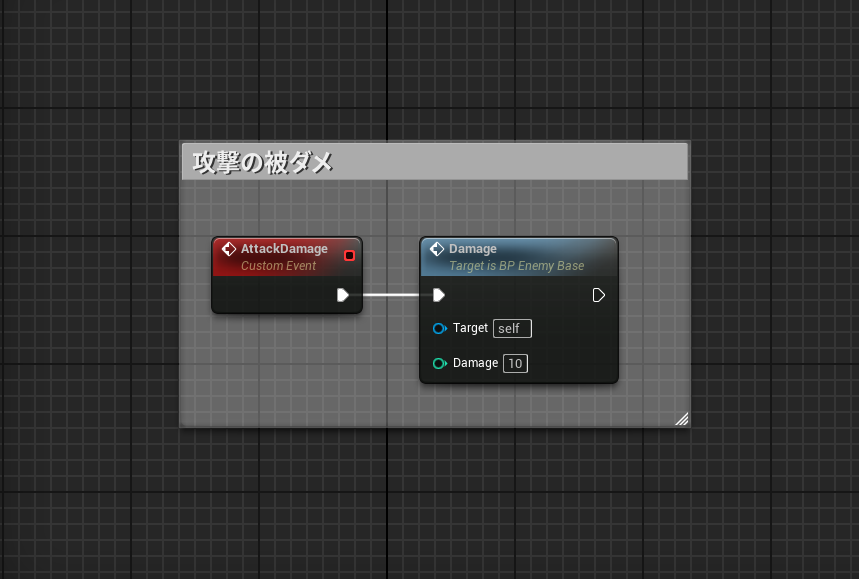 攻撃の被ダメ
AttackDamage
Custom Event
Damage
Target is BP Enemy Base
Target self
Damage 10